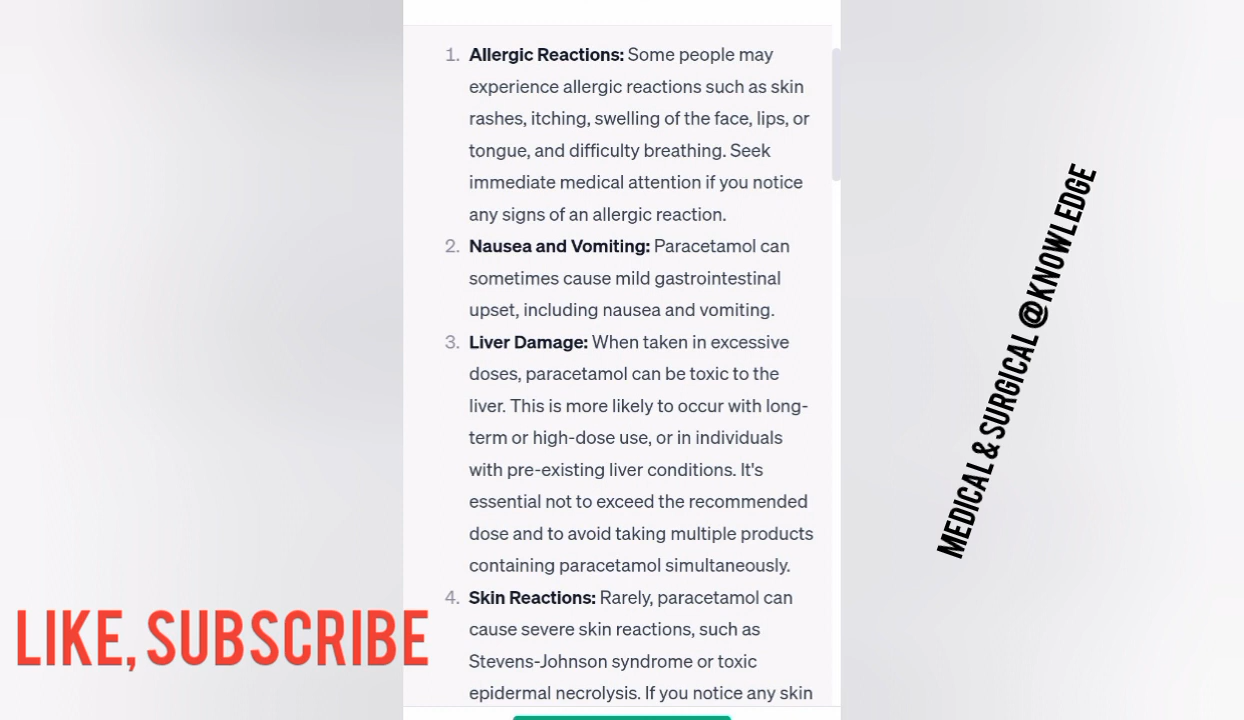 1. Allergic Reactions: Some people may
experience allergic reactions such as skin
rashes, itching, swelling of the face, lips, or
tongue, and difficulty breathing. Seek
immediate medical attention if you notice
any signs of an allergic reaction.
2. Nausea and Vomiting: Paracetamol can
sometimes cause mild gastrointestinal
upset, including nausea and vomiting.
3. Liver Damage: When taken in excessive
doses, paracetamol can be toxic to the
liver. This is more likely to occur with long-
term or high-dose use, or in individuals
with pre-existing liver conditions. It's
essential not to exceed the recommended
dose and to avoid taking multiple products
containing paracetamol simultaneously.
4. Skin Reactions: Rarely, paracetamol can
cause severe skin reactions, such as
Stevens-Johnson syndrome or toxic
epidermal necrolysis. If you notice any skin
LIKE, SUBSCRIBE
MEDICAL & SURGICAL @KNOWLEDGE